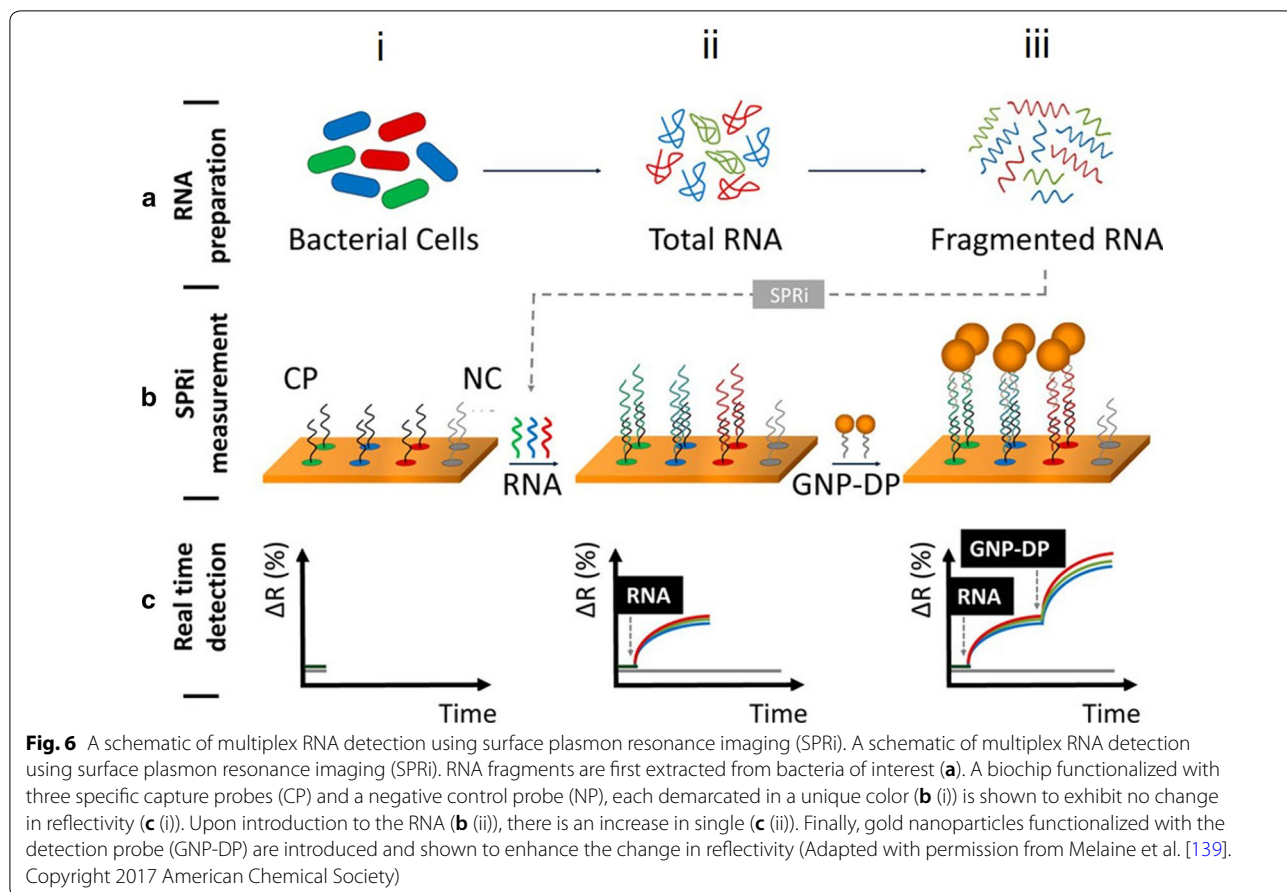 i ii iii
a RNA preparation
Bacterial Cells Total RNA Fragmented RNA
SPRi
b SPRi measurement
CP NC
RNA GNP-DP
c Real time detection
ΔR (%) ΔR (%) ΔR (%)
GNP-DP
RNA RNA
Time Time Time
Fig. 6 A schematic of multiplex RNA detection using surface plasmon resonance imaging (SPRi). A schematic of multiplex RNA detection
using surface plasmon resonance imaging (SPRi). RNA fragments are first extracted from bacteria of interest (a). A biochip functionalized with
three specific capture probes (CP) and a negative control probe (NP), each demarcated in a unique color (b (i)) is shown to exhibit no change
in reflectivity (c (i)). Upon introduction to the RNA (b (ii)), there is an increase in single (c (ii)). Finally, gold nanoparticles functionalized with the
detection probe (GNP-DP) are introduced and shown to enhance the change in reflectivity (Adapted with permission from Melaine et al. [139].
Copyright 2017 American Chemical Society)